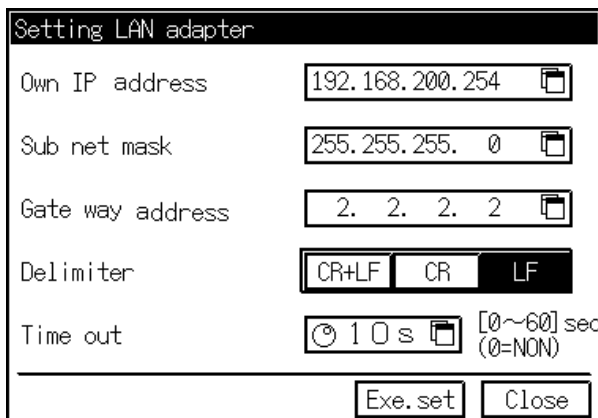 Setting LAN adapter
Own IP address 192.168.200.254
Sub net mask 255.255.255. 0
Gate way address 2. 2. 2. 2
Delimiter CR+LF CR LF
Time out 10s [0~60]sec
(0=NON)
Exe.set Close